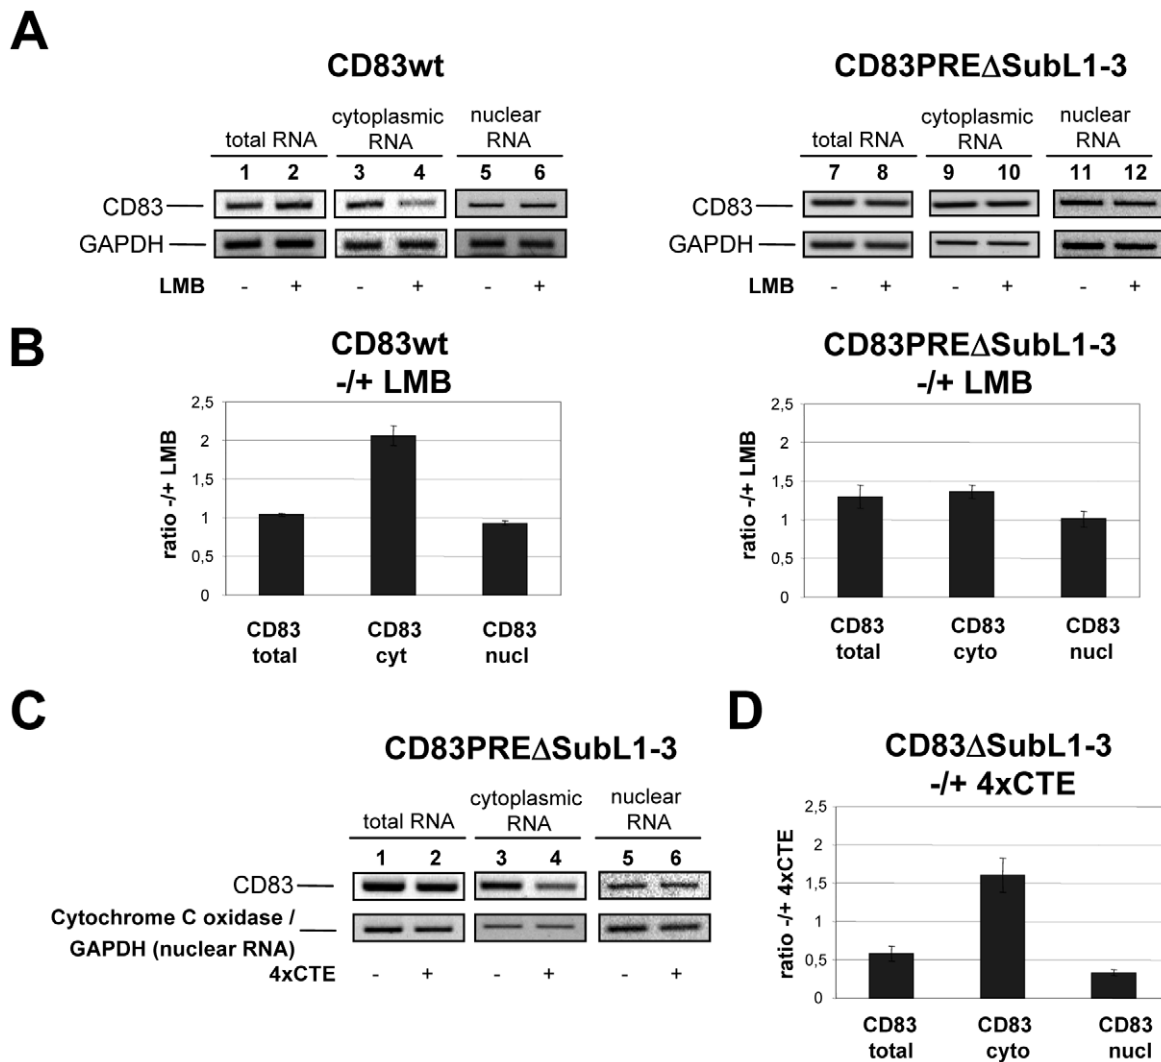 A
CD83wt
total RNA
cytoplasmic
RNA
nuclear
RNA
1 2 3 4 5 6
CD83
GAPDH
LMB - + - + - +
CD83PREΔSubL1-3
total RNA
cytoplasmic
RNA
nuclear
RNA
7 8 9 10 11 12
CD83
GAPDH
LMB - + - + - +
B
CD83wt
-/+ LMB
ratio -/+ LMB
2,5
2
1,5
1
0,5
0
CD83
total
CD83
cyt
CD83
nucl
CD83PREΔSubL1-3
-/+ LMB
ratio -/+ LMB
2,5
2
1,5
1
0,5
0
CD83
total
CD83
cyto
CD83
nucl
C
CD83PREΔSubL1-3
total RNA
cytoplasmic
RNA
nuclear
RNA
1 2 3 4 5 6
CD83
Cytochrome C oxidase /
GAPDH (nuclear RNA)
4xCTE - + - + - +
D
CD83ΔSubL1-3
-/+ 4xCTE
ratio -/+ 4xCTE
2,5
2
1,5
1
0,5
0
CD83
total
CD83
cyto
CD83
nucl